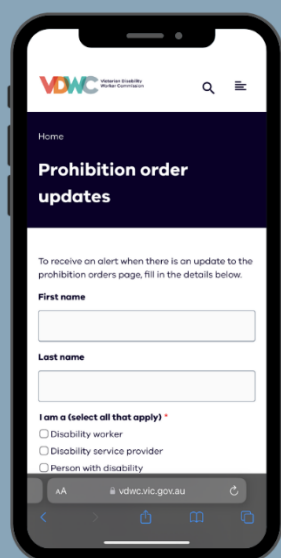 VDWC Victorian Disability
Worker Commission
Home
Prohibition order
updates
To receive an alert when there is an update to the
prohibition orders page, fill in the details below.
First name
Last name
I am a (select all that apply) *
Disability worker
Disability service provider
Person with disability
AA vdwc.vic.gov.au